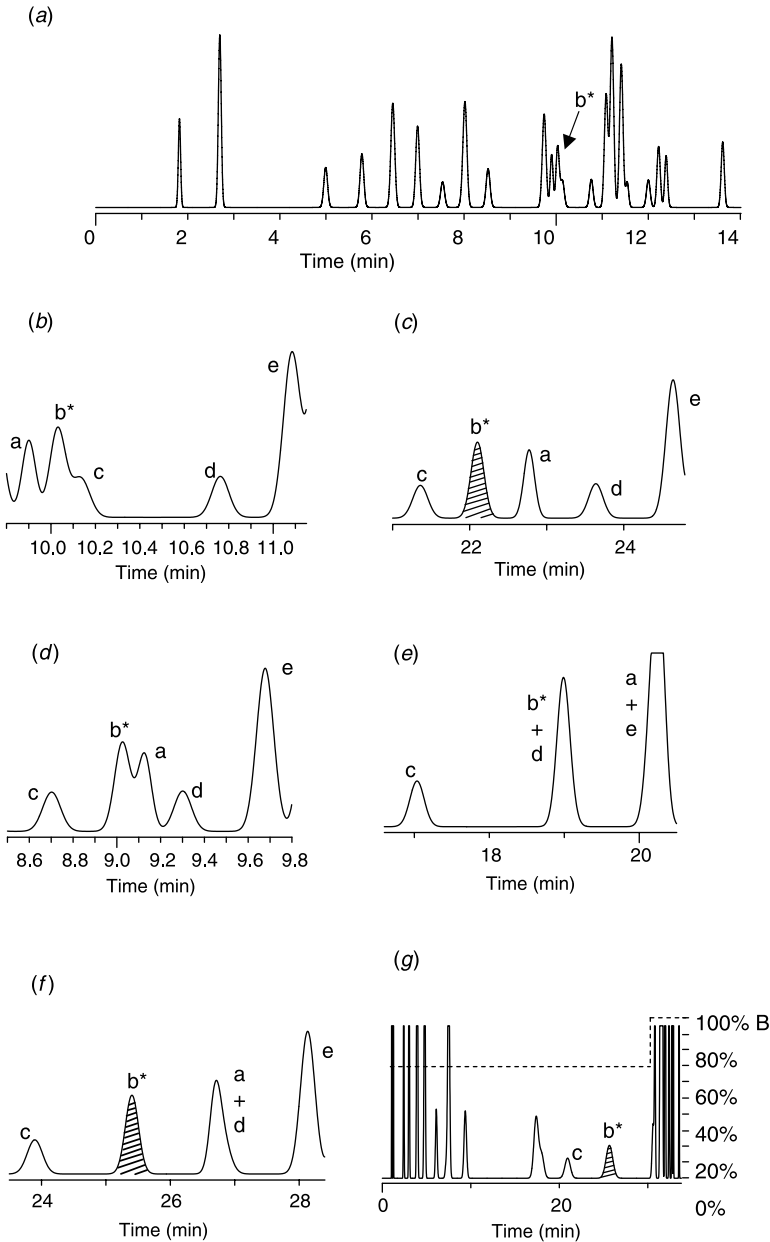 (a)
b*
0 2 4 6 8 10 12 14
Time (min)
(b)
a
b*
c
d
e
10.0 10.2 10.4 10.6 10.8 11.0
Time (min)
(c)
c
b*
a
d
e
22 24
Time (min)
(d)
c
b*
a
d
e
8.6 8.8 9.0 9.2 9.4 9.6 9.8
Time (min)
(e)
c
b*
+
d
a
+
e
18 20
Time (min)
(f)
c
b*
a
+
d
e
24 26 28
Time (min)
(g)
c
b*
100% B
80%
60%
40%
20%
0%
0 20
Time (min)